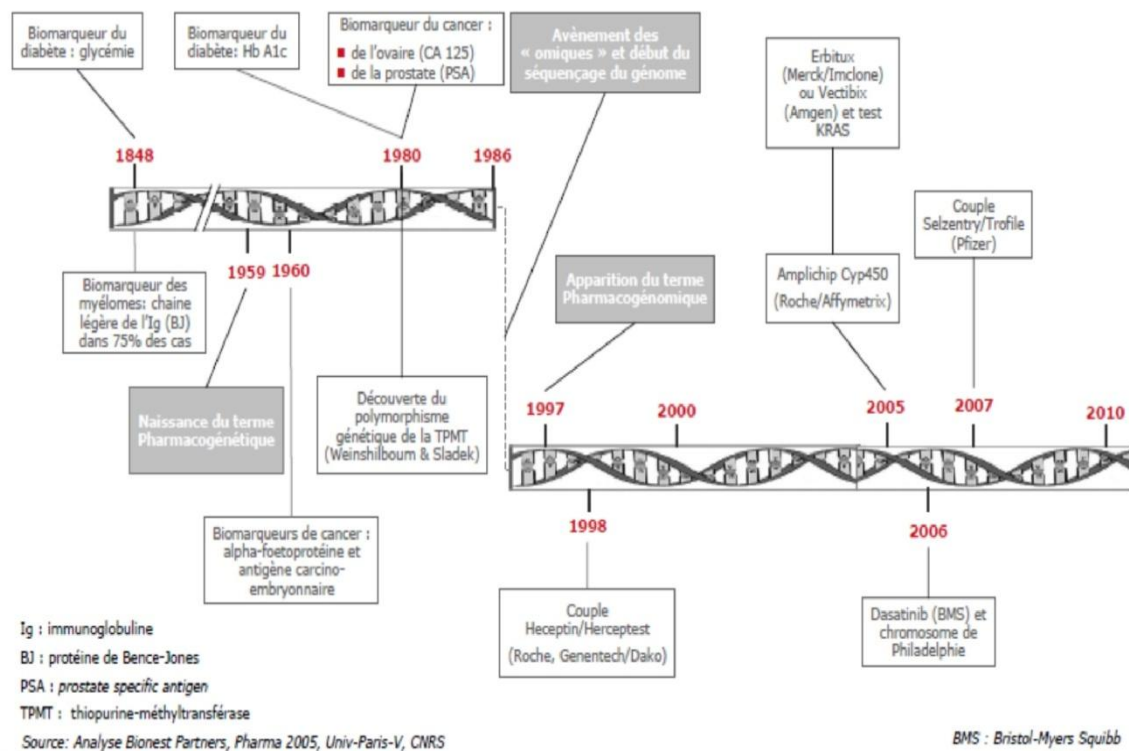 Biomarqueur du
diabète : glycémie
Biomarqueur du
diabète: Hb A1c
Biomarqueur du cancer :
de l'ovaire (CA 125)
de la prostate (PSA)
Avènement des
« omiques » et début du
séquençage du génome
Erbitux
(Merck/Imclone)
ou Vectibix
(Amgen) et test
KRAS
1848
1980
1986
Couple
Selzentry/Trofile
(Pfizer)
1959
1960
Biomarqueur des
myélomes: chaine
légère de l'Ig (BJ)
dans 75% des cas
Apparition du terme
Pharmacogénomique
Amplichip Cyp450
(Roche/Affymetrix)
Naissance du terme
Pharmacogénétique
Découverte du
polymorphisme
génétique de la TPMT
(Weinshilboum & Sladek)
1997
2000
2005
2007
2010
1998
2006
Biomarqueurs de cancer :
alpha-foetoprotéine et
antigène carcino-
embryonnaire
Couple
Heceptin/Herceptest
(Roche, Genentech/Dako)
Dasatinib (BMS) et
chromosome de
Philadelphie
Ig : immunoglobuline
BJ : protéine de Bence-Jones
PSA : prostate specific antigen
TPMT : thiopurine-méthyltransférase
Source: Analyse Bionest Partners, Pharma 2005, Univ-Paris-V, CNRS
BMS : Bristol-Myers Squibb